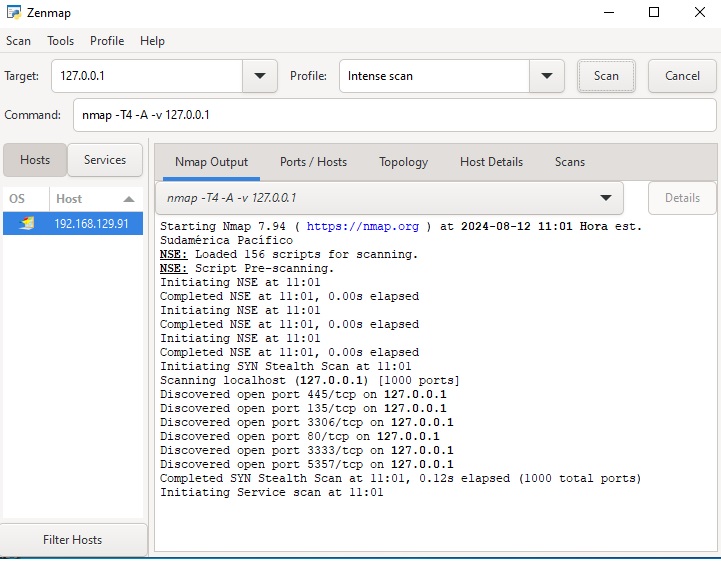 Zenmap
Scan Tools Profile Help
Target: 127.0.0.1 Profile: Intense scan Scan Cancel
Command: nmap -T4 -A -v 127.0.0.1
Hosts Services
OS Host
192.168.129.91
Filter Hosts
Nmap Output Ports / Hosts Topology Host Details Scans
nmap -T4 -A -v 127.0.0.1 Details
Starting Nmap 7.94 ( https://nmap.org ) at 2024-08-12 11:01 Hora est.
Sudamérica Pacífico
NSE: Loaded 156 scripts for scanning.
NSE: Script Pre-scanning.
Initiating NSE at 11:01
Completed NSE at 11:01, 0.00s elapsed
Initiating NSE at 11:01
Completed NSE at 11:01, 0.00s elapsed
Initiating NSE at 11:01
Completed NSE at 11:01, 0.00s elapsed
Initiating SYN Stealth Scan at 11:01
Scanning localhost (127.0.0.1) [1000 ports]
Discovered open port 445/tcp on 127.0.0.1
Discovered open port 135/tcp on 127.0.0.1
Discovered open port 3306/tcp on 127.0.0.1
Discovered open port 80/tcp on 127.0.0.1
Discovered open port 3333/tcp on 127.0.0.1
Discovered open port 5357/tcp on 127.0.0.1
Completed SYN Stealth Scan at 11:01, 0.12s elapsed (1000 total ports)
Initiating Service scan at 11:01